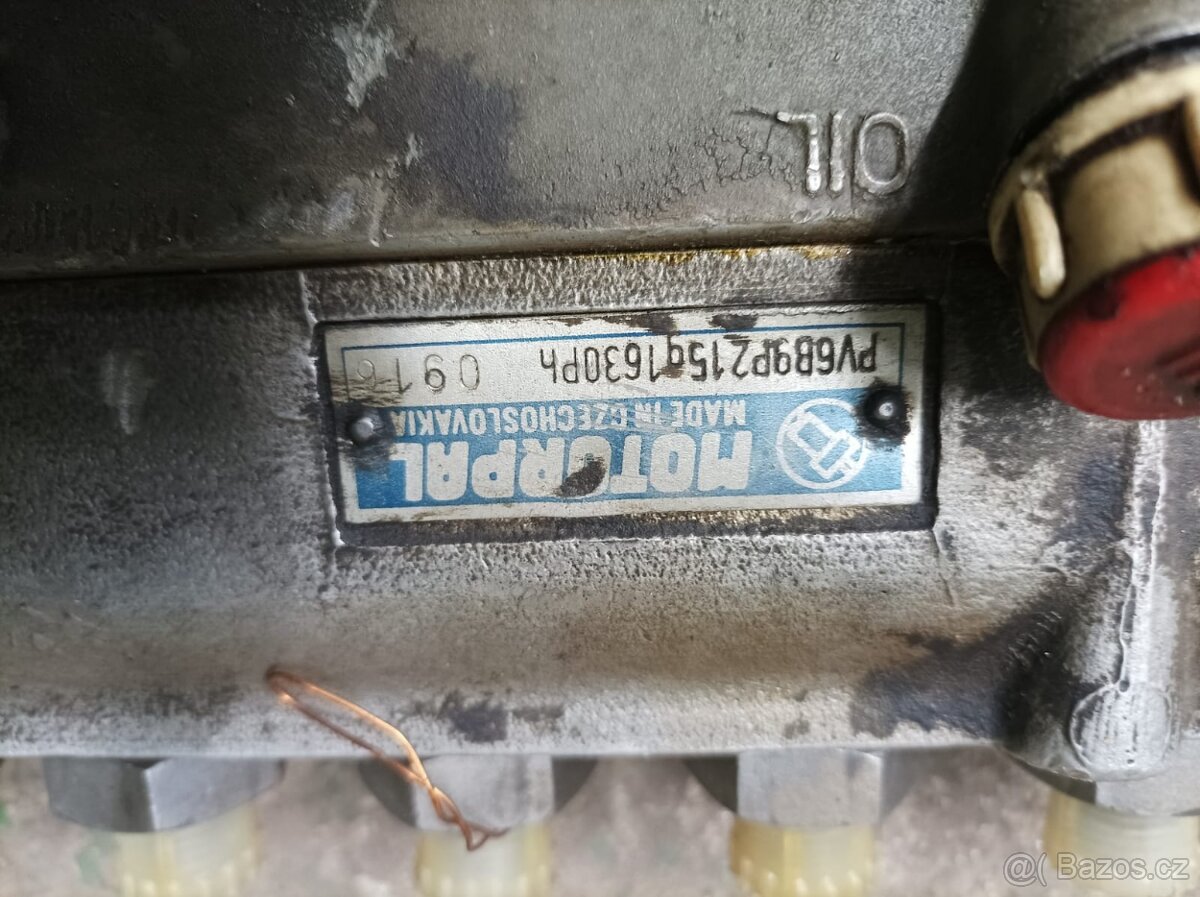 MOTORPAL
MADE IN CZECHOSLOVAKIA
PV6B9P215g1630Ph 0916
OIL
@( Bazos.cz